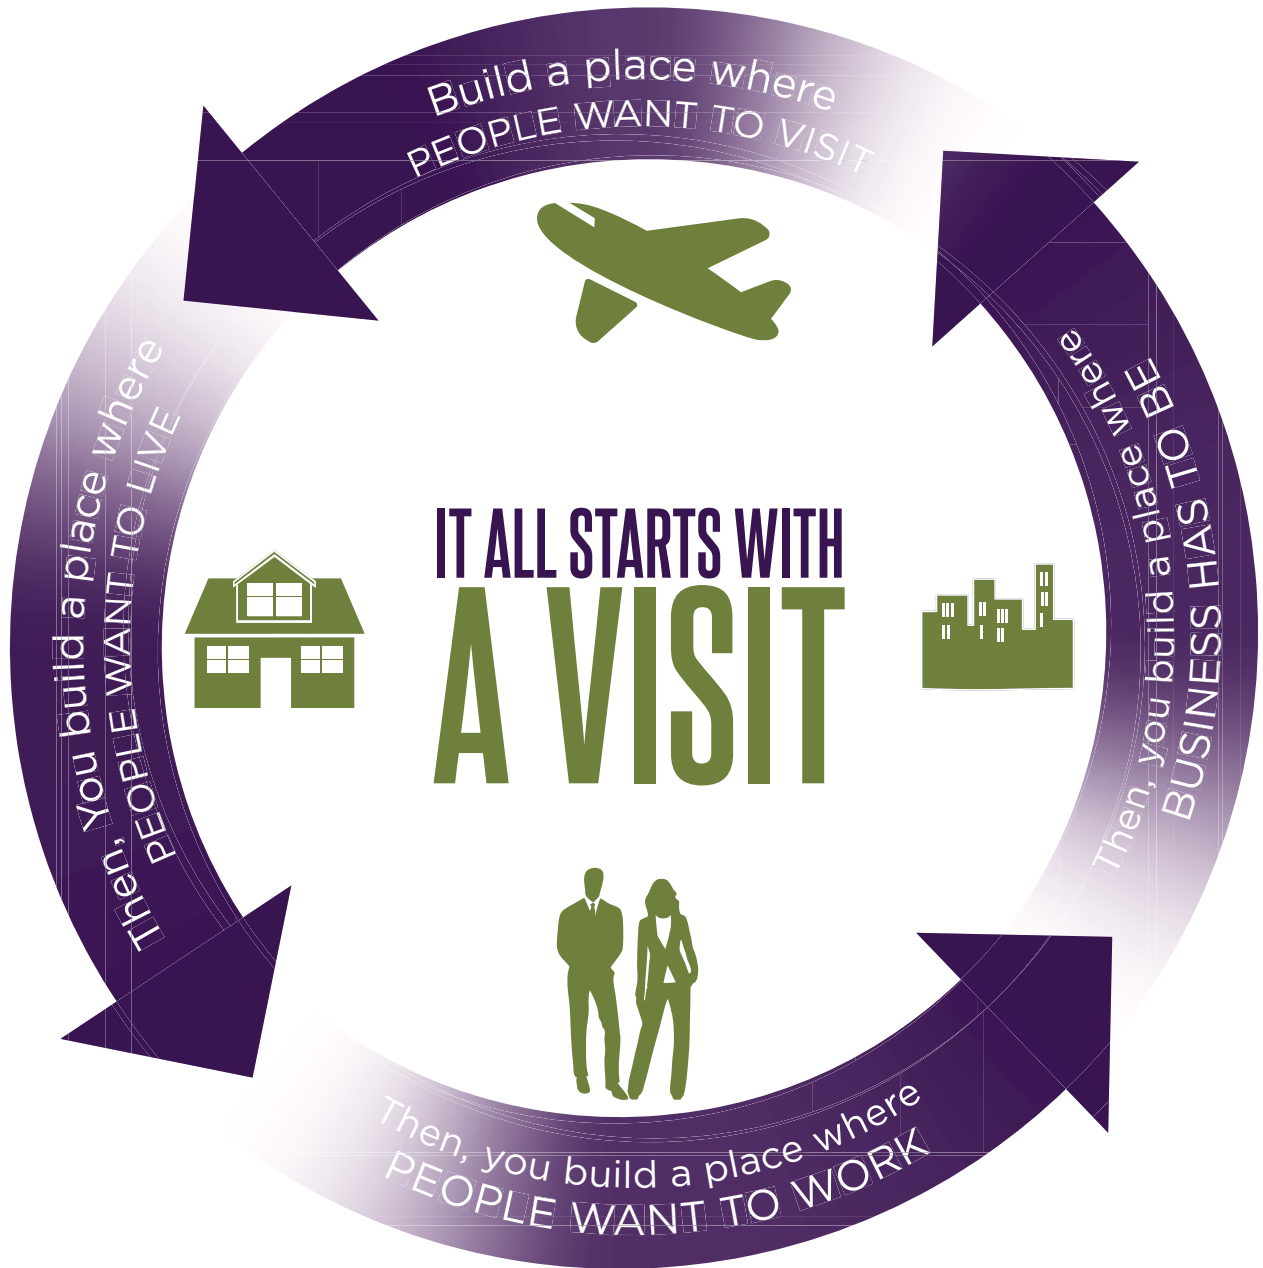 Build a place where
PEOPLE WANT TO VISIT
Then, You build a place where
PEOPLE WANT TO LIVE
Then, you build a place where
PEOPLE WANT TO WORK
Then, you build a place where
BUSINESS HAS TO BE
IT ALL STARTS WITH
A VISIT